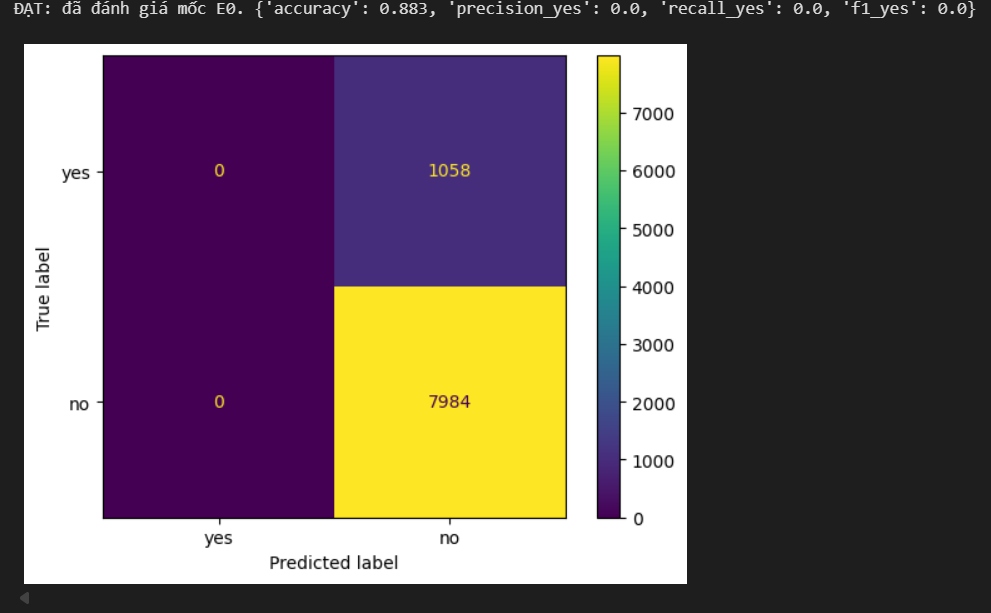 ĐẠT: đã đánh giá mốc E0. {'accuracy': 0.883, 'precision_yes': 0.0, 'recall_yes': 0.0, 'f1_yes': 0.0}
7000
yes
0
1058
6000
5000
True label
4000
3000
no
0
7984
2000
1000
0
yes
no
Predicted label